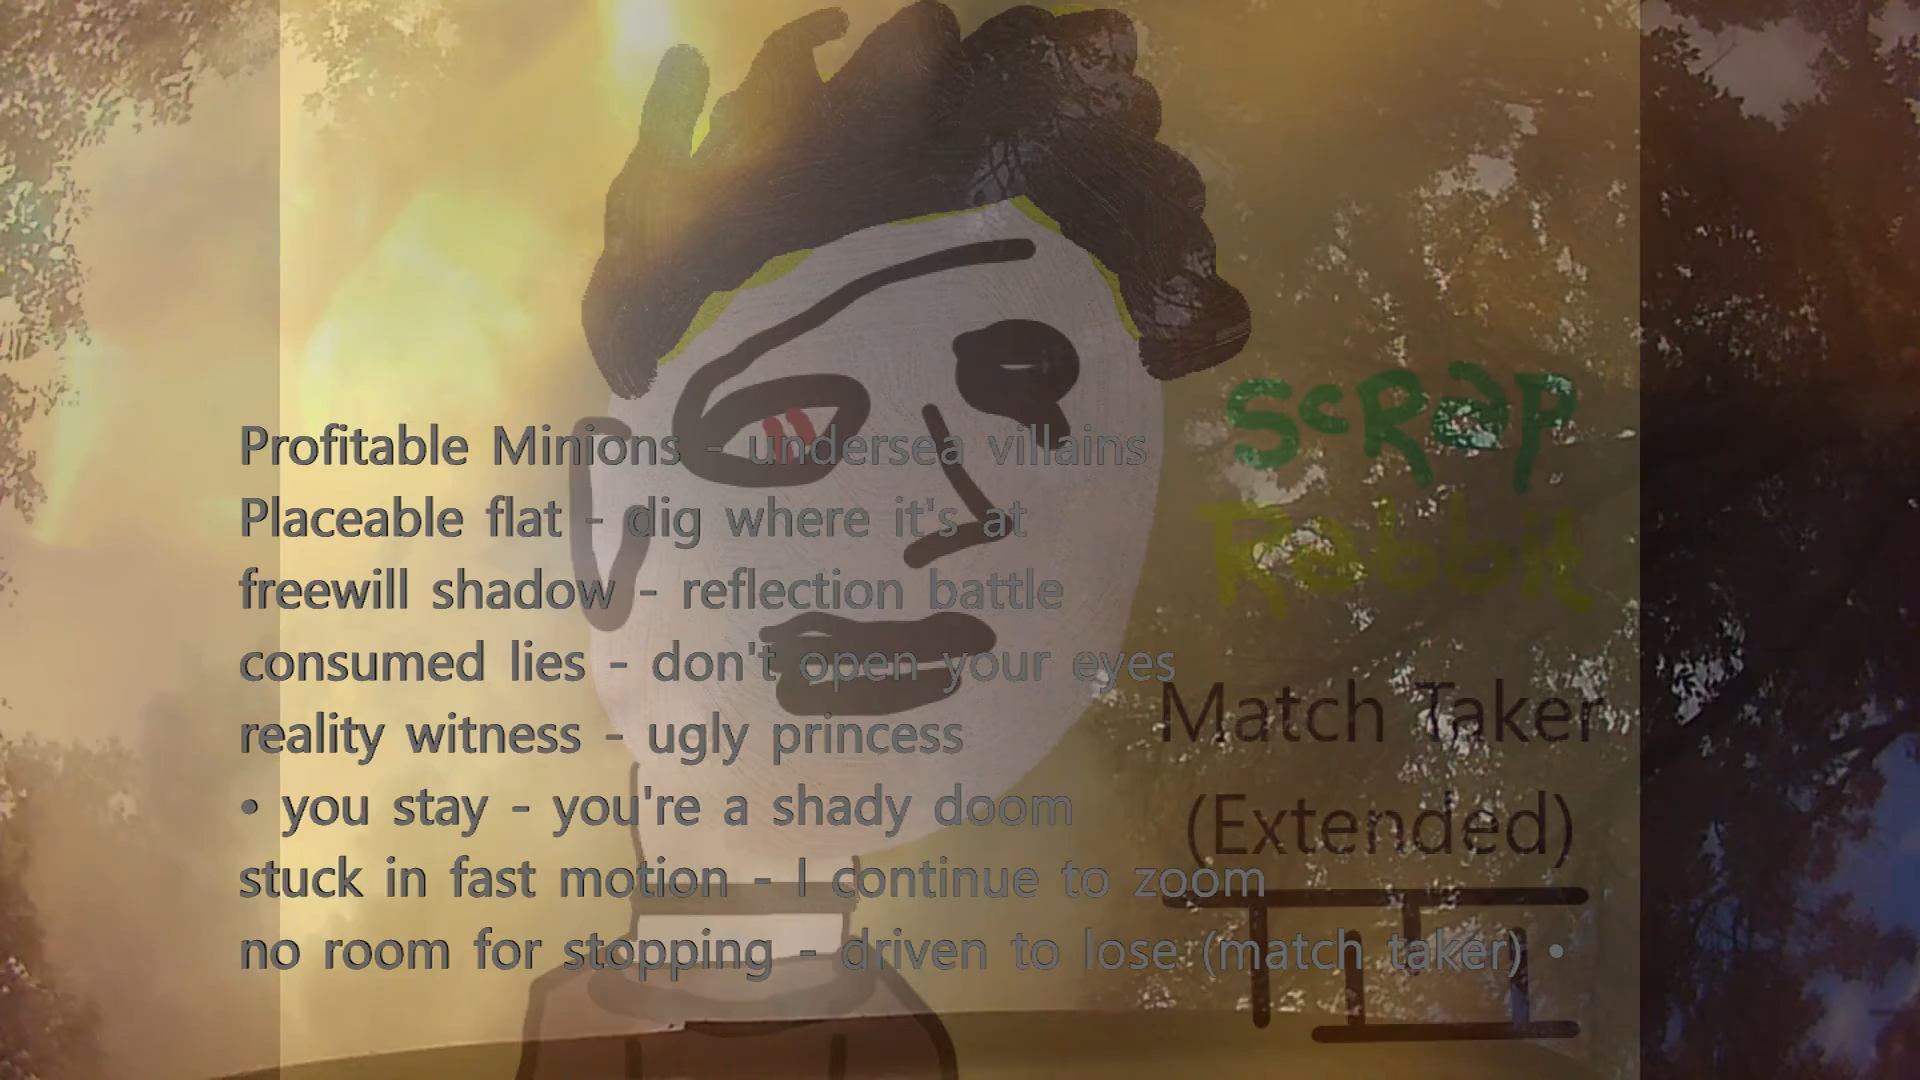 Profitable Minions - undersea villains
Placeable flat - dig where it's at
freewill shadow - reflection battle
consumed lies - don't open your eyes
reality witness - ugly princess
• you stay - you're a shady doom
stuck in fast motion - I continue to zoom
no room for stopping - driven to lose (match taker) •
scRap
Rabbit
Match Taker
(Extended)